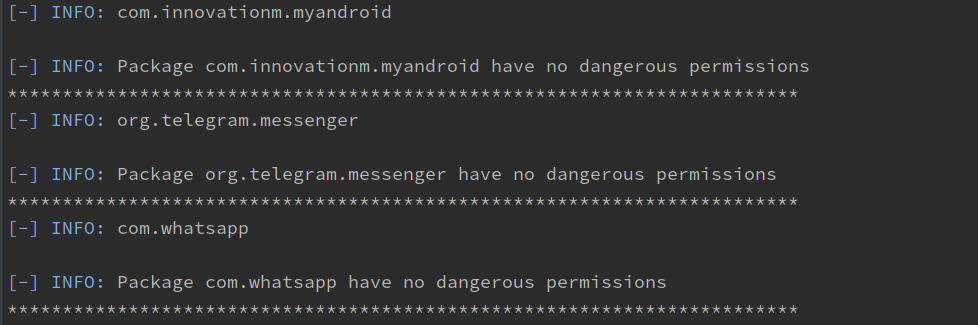 [-] INFO: com.innovationm.myandroid
[-] INFO: Package com.innovationm.myandroid have no dangerous permissions
************************************************************************
[-] INFO: org.telegram.messenger
[-] INFO: Package org.telegram.messenger have no dangerous permissions
************************************************************************
[-] INFO: com.whatsapp
[-] INFO: Package com.whatsapp have no dangerous permissions
************************************************************************